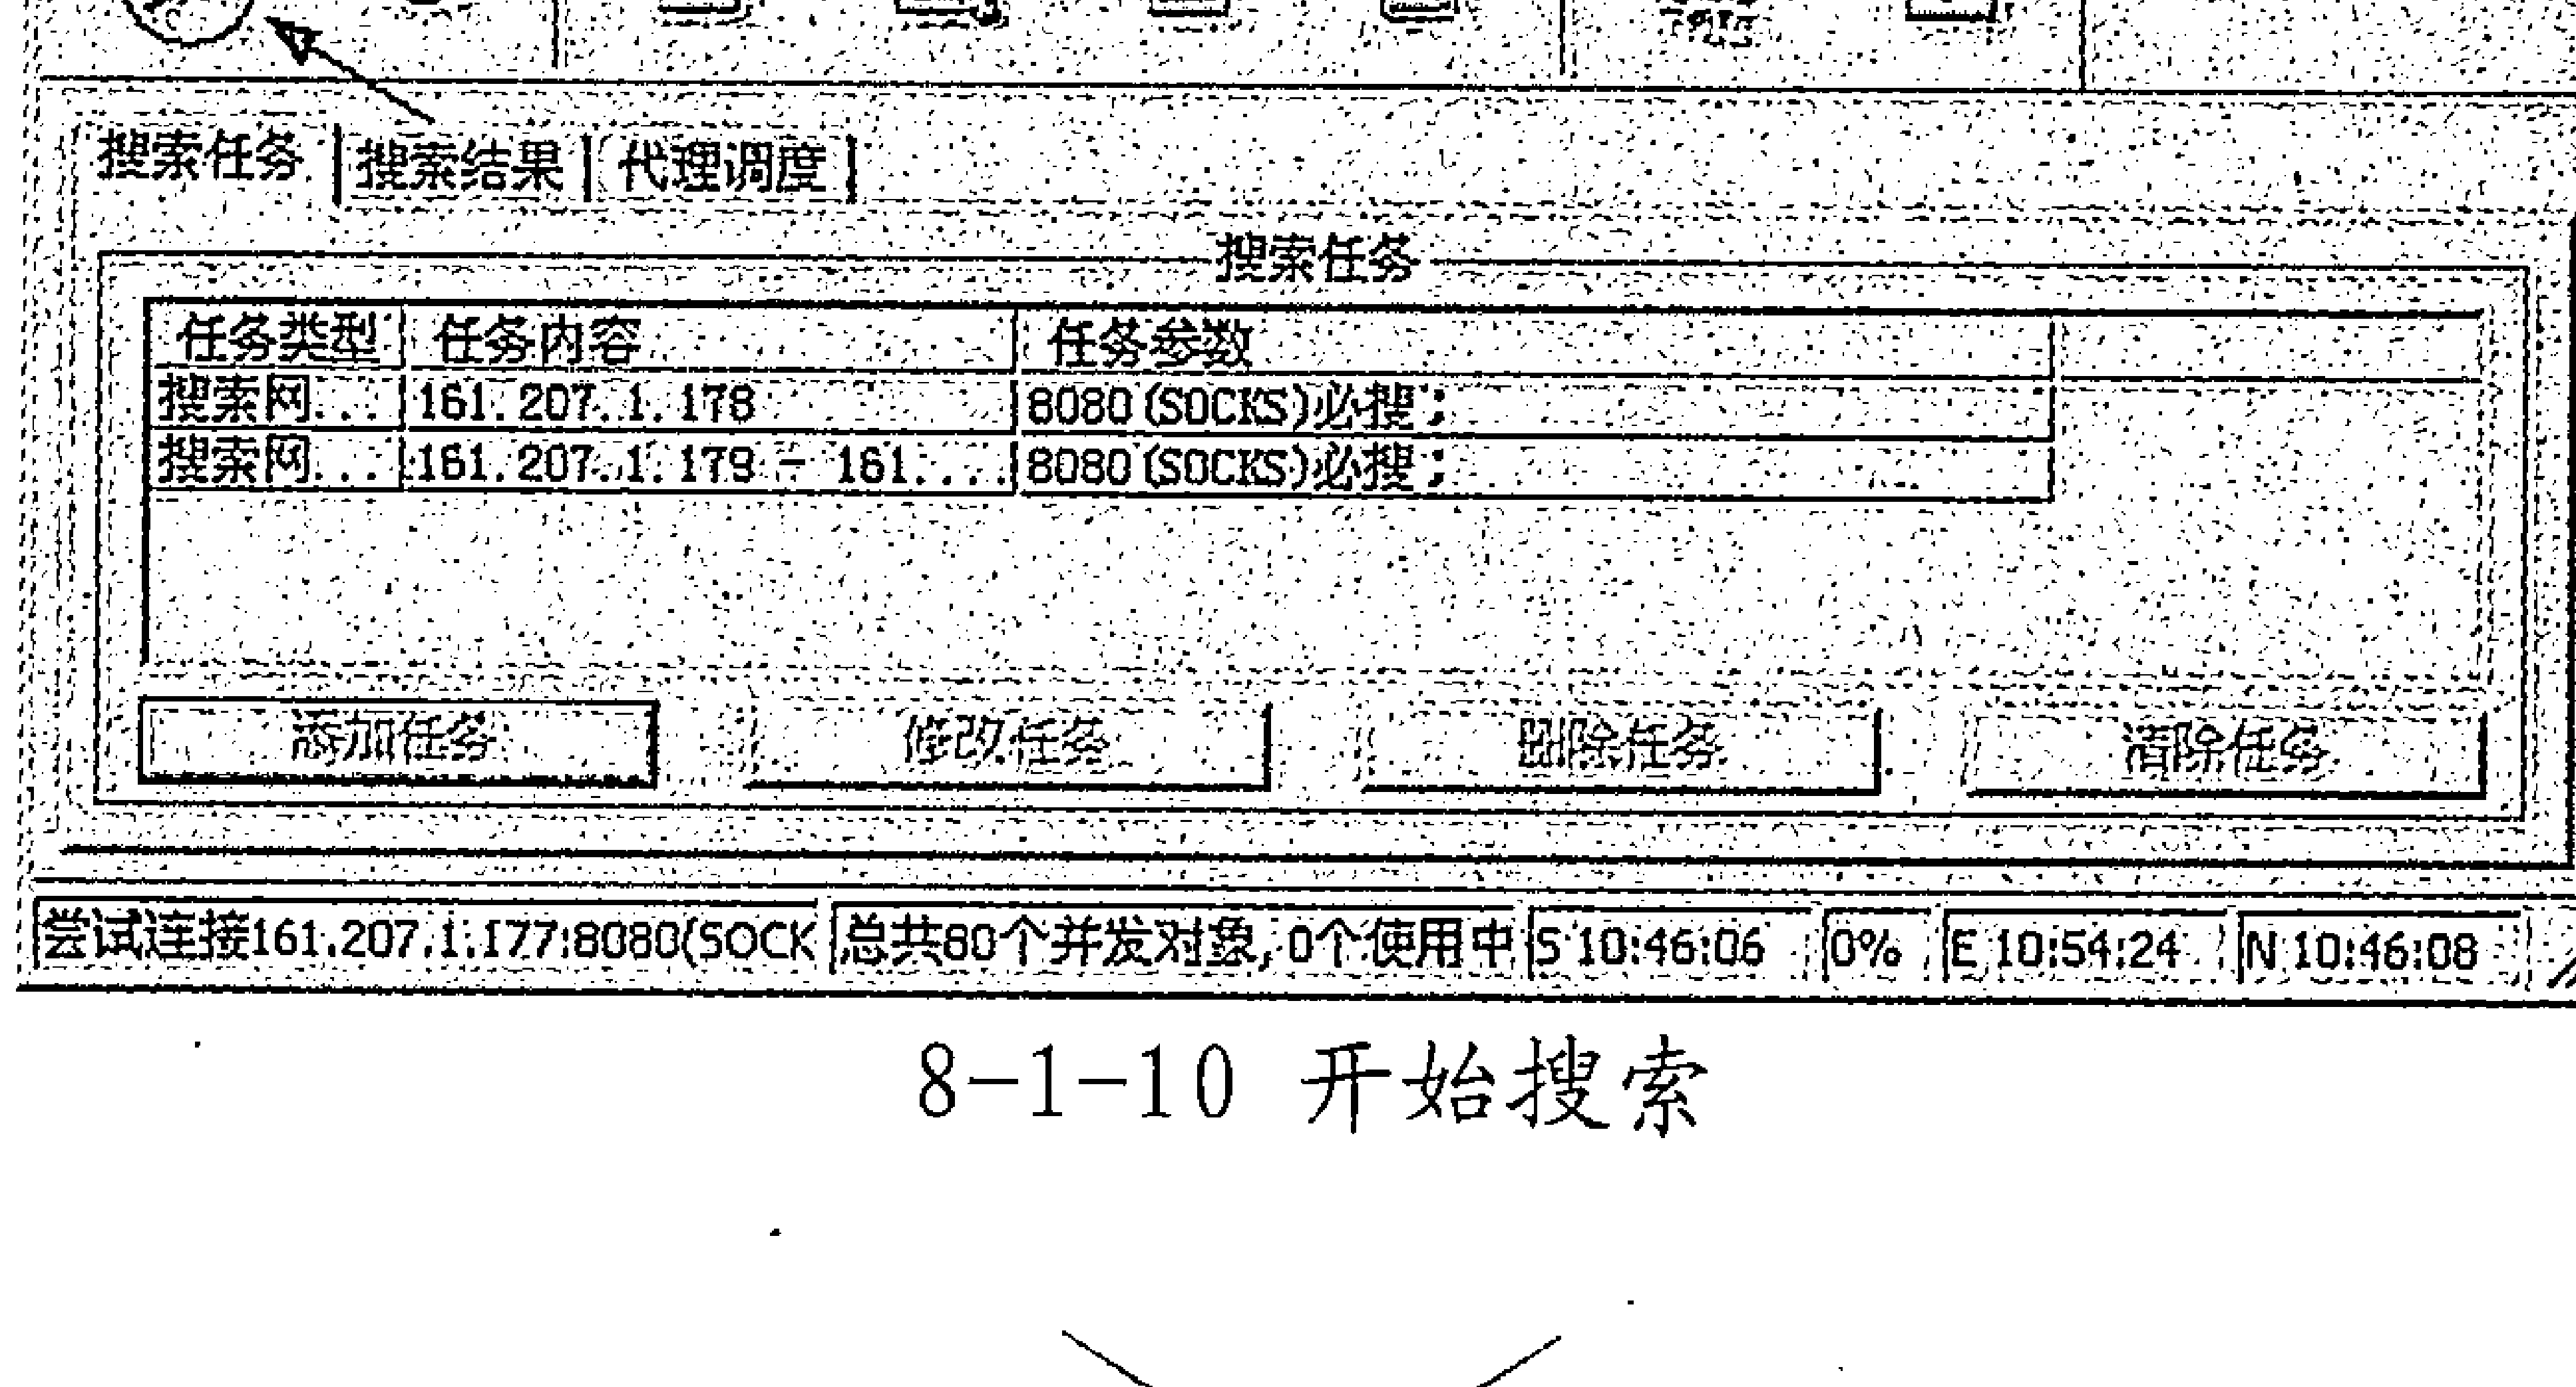 搜索任务 搜索结果 代理调度
搜索任务
任务类型 任务内容 任务参数
搜索网... 161.207.1.178 8080(SOCKS)必搜;
搜索网... 161.207.1.179 - 161.... 8080(SOCKS)必搜;
添加任务 修改任务 删除任务 清除任务
尝试连接161.207.1.177:8080(SOCK 总共80个并发对象, 0个使用中 S 10:46:06 0% E 10:54:24 N 10:46:08
8-1-10 开始搜索